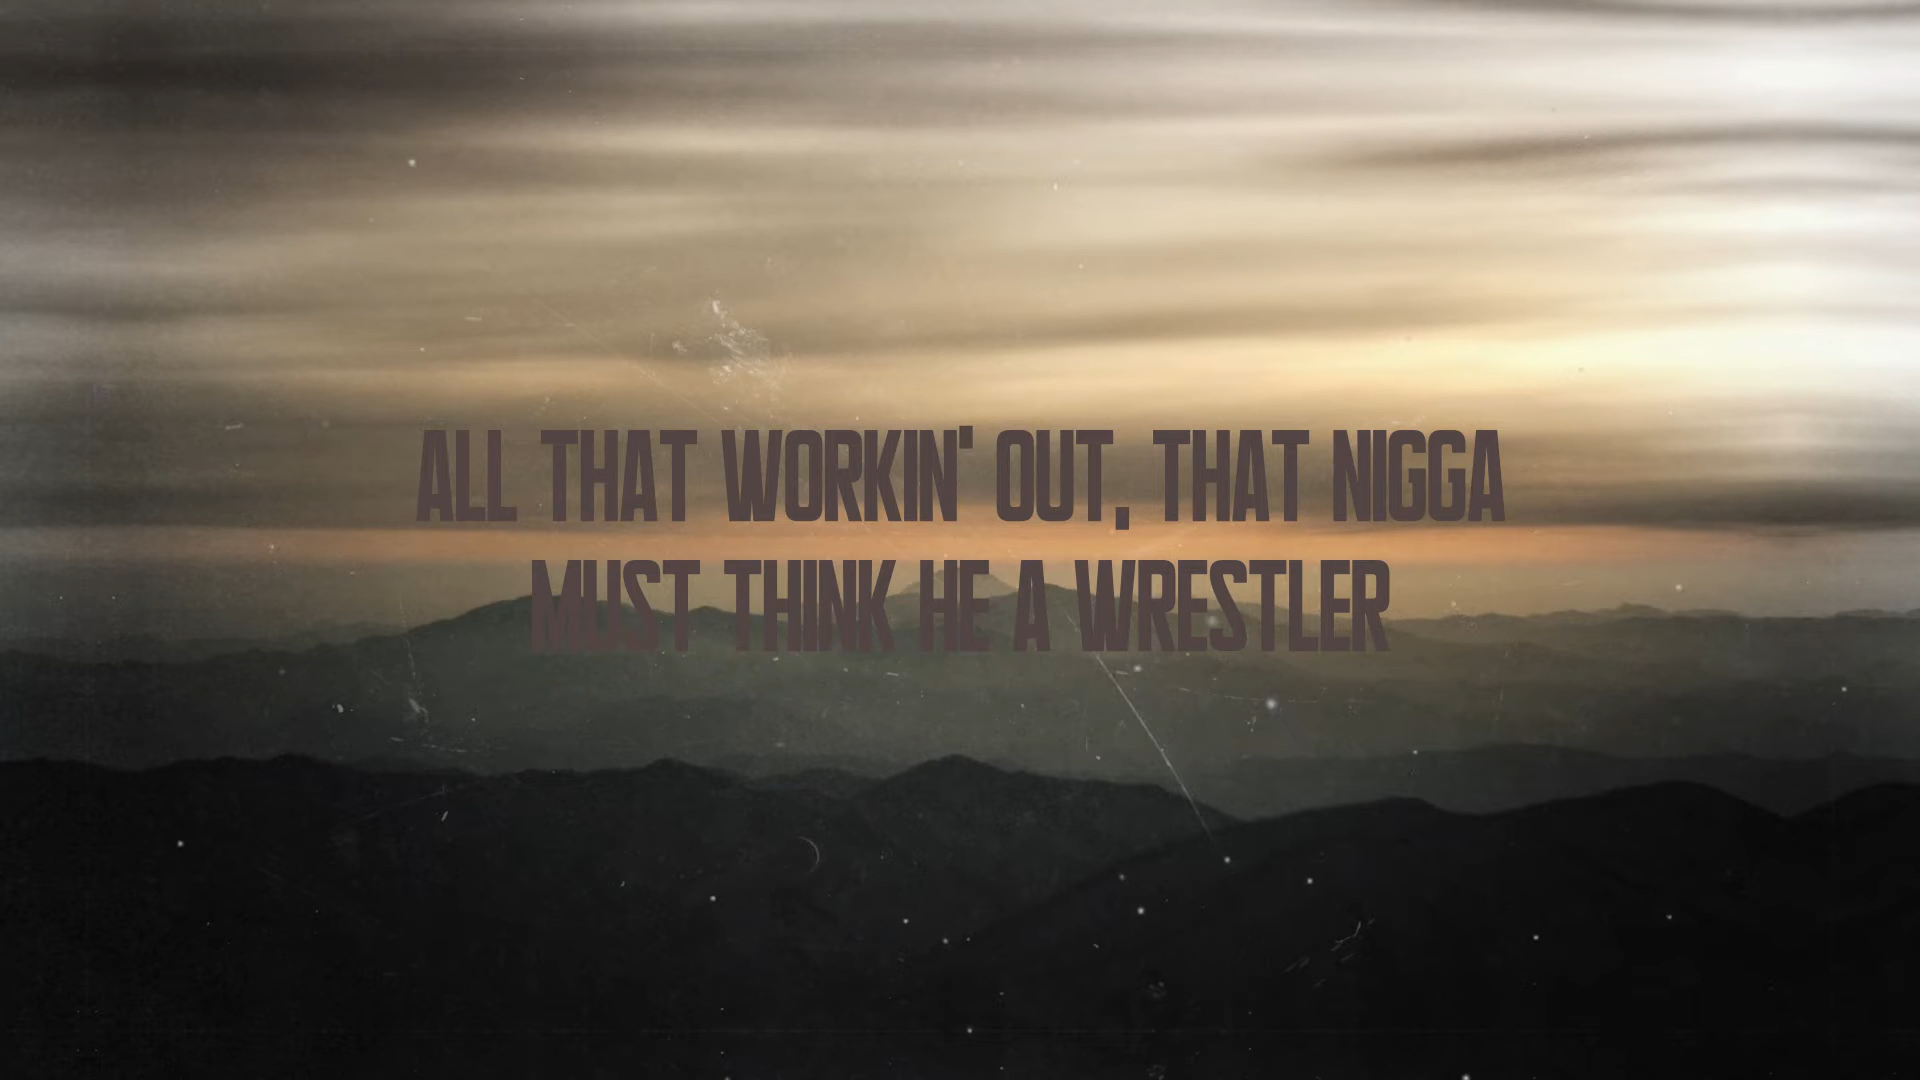 ALL THAT WORKIN' OUT, THAT NIGGA
MUST THINK HE A WRESTLER